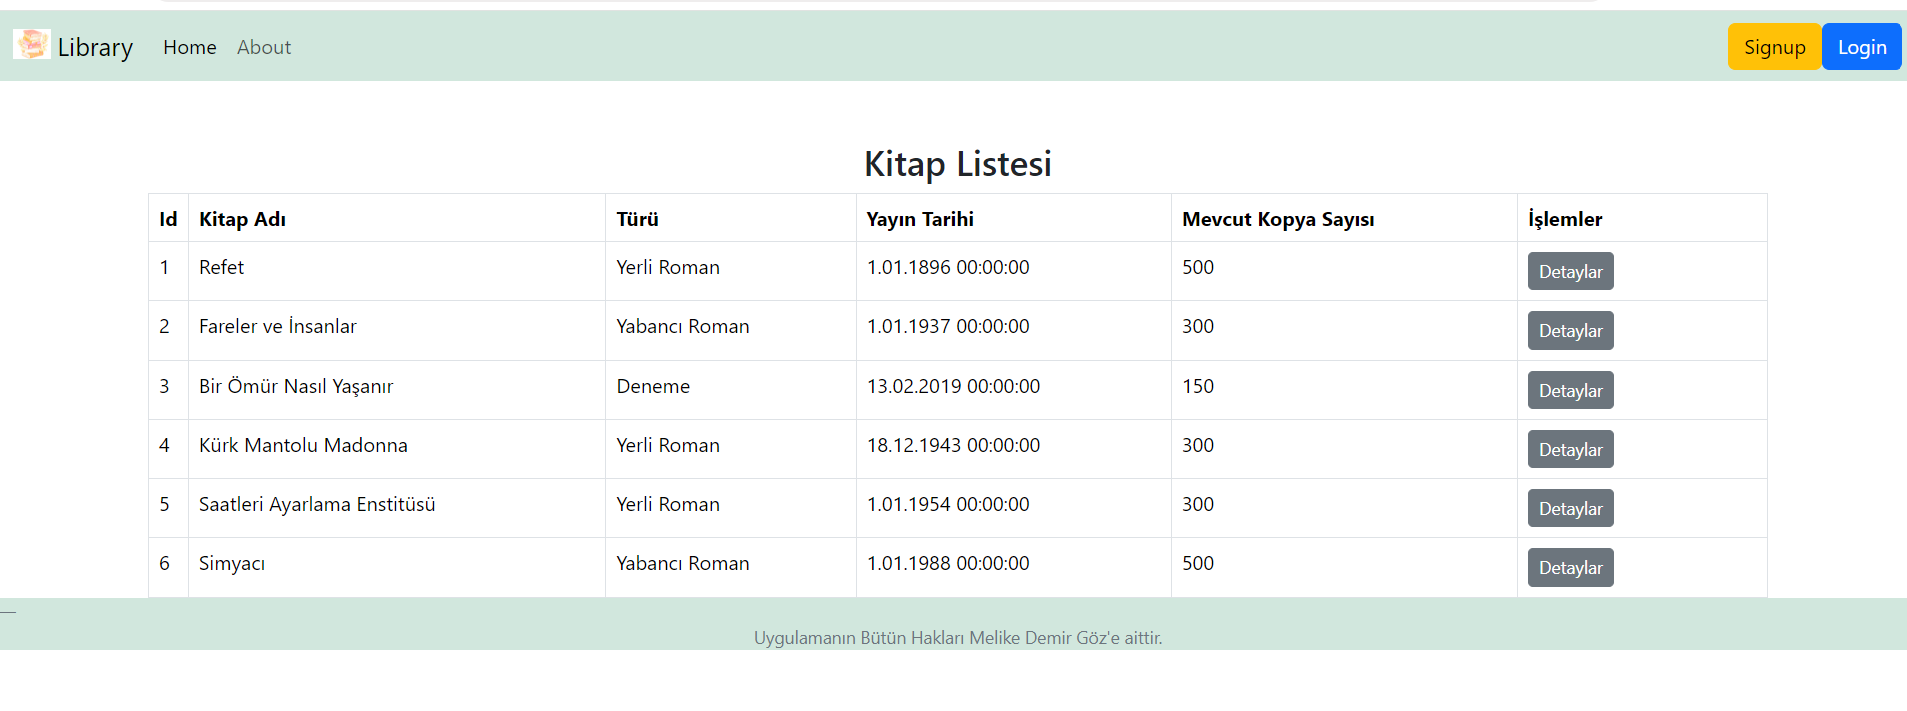 Library Home About Signup Login
Kitap Listesi
Id Kitap Adı Türü Yayın Tarihi Mevcut Kopya Sayısı İşlemler
1 Refet Yerli Roman 1.01.1896 00:00:00 500 Detaylar
2 Fareler ve İnsanlar Yabancı Roman 1.01.1937 00:00:00 300 Detaylar
3 Bir Ömür Nasıl Yaşanır Deneme 13.02.2019 00:00:00 150 Detaylar
4 Kürk Mantolu Madonna Yerli Roman 18.12.1943 00:00:00 300 Detaylar
5 Saatleri Ayarlama Enstitüsü Yerli Roman 1.01.1954 00:00:00 300 Detaylar
6 Simyacı Yabancı Roman 1.01.1988 00:00:00 500 Detaylar
Uygulamanın Bütün Hakları Melike Demir Göz'e aittir.